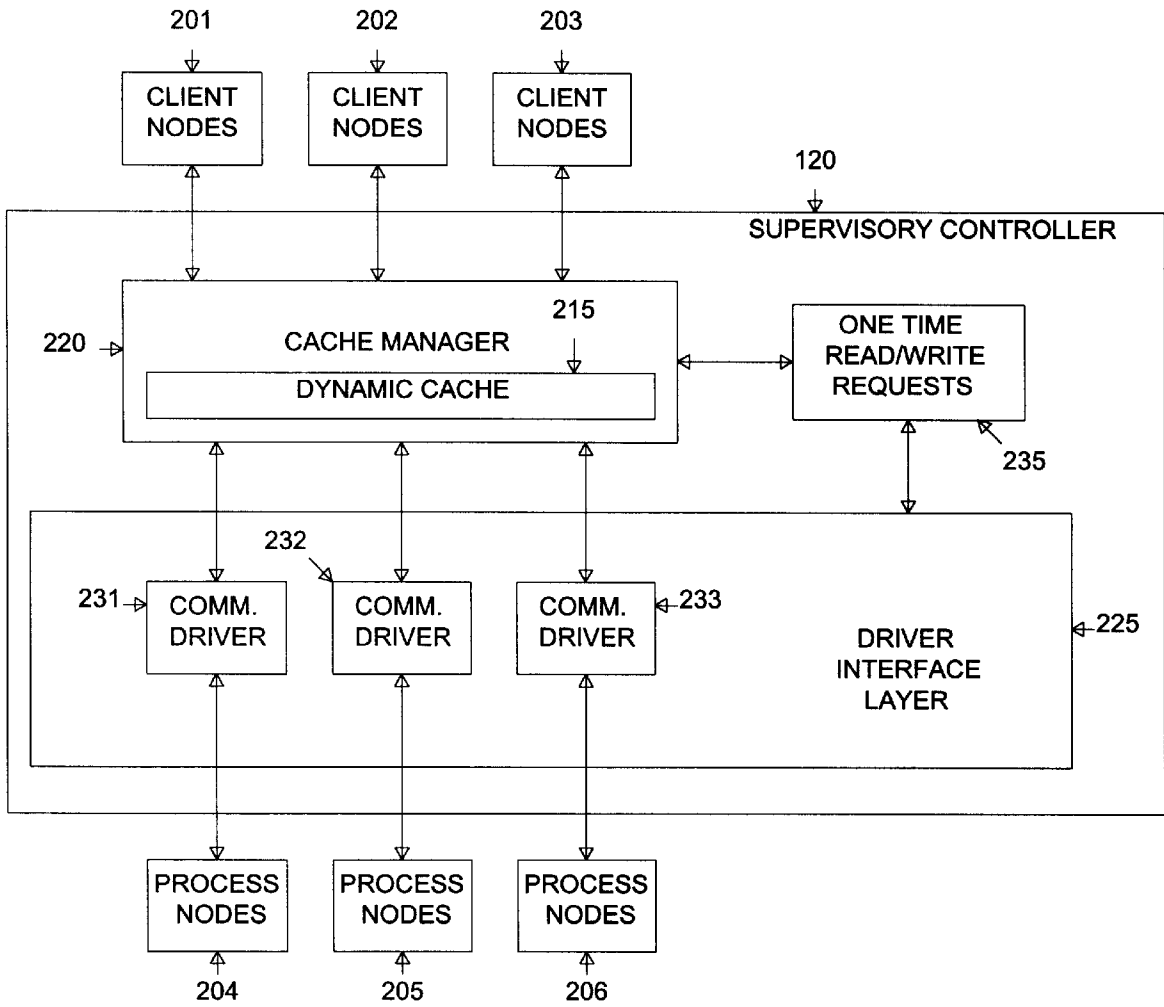 201
202
203
CLIENT
NODES
CLIENT
NODES
CLIENT
NODES
120
SUPERVISORY CONTROLLER
215
220
CACHE MANAGER
DYNAMIC CACHE
ONE TIME
READ/WRITE
REQUESTS
235
232
231
COMM.
DRIVER
COMM.
DRIVER
COMM.
DRIVER
233
225
DRIVER
INTERFACE
LAYER
PROCESS
NODES
PROCESS
NODES
PROCESS
NODES
204
205
206